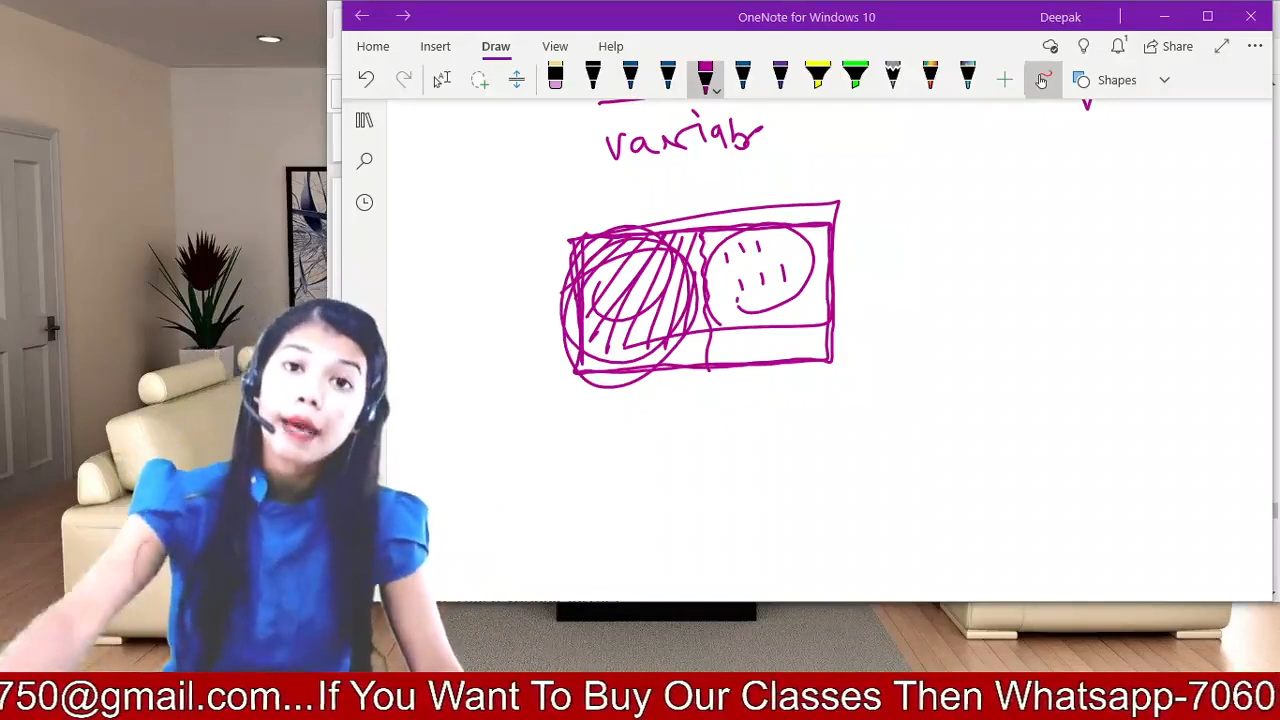 OneNote for Windows 10
Deepak
Home
Insert
Draw
View
Help
Share
Shapes
750@gmail.com...If You Want To Buy Our Classes Then Whatsapp-7060